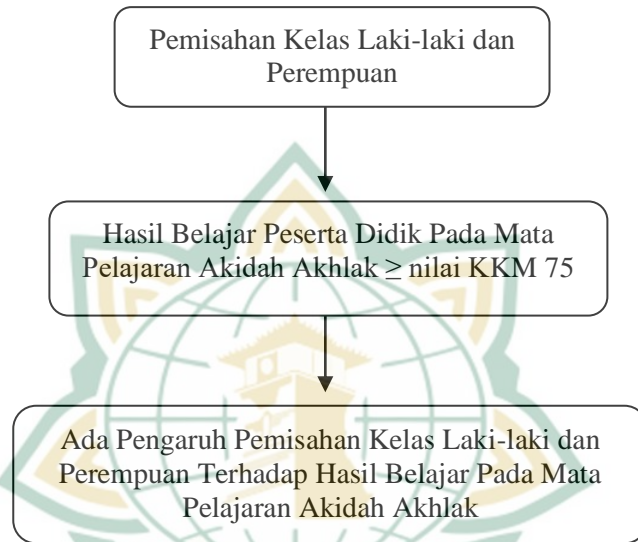 Pemisahan Kelas Laki-laki dan
Perempuan
Hasil Belajar Peserta Didik Pada Mata
Pelajaran Akidah Akhlak ≥ nilai KKM 75
Ada Pengaruh Pemisahan Kelas Laki-laki dan
Perempuan Terhadap Hasil Belajar Pada Mata
Pelajaran Akidah Akhlak